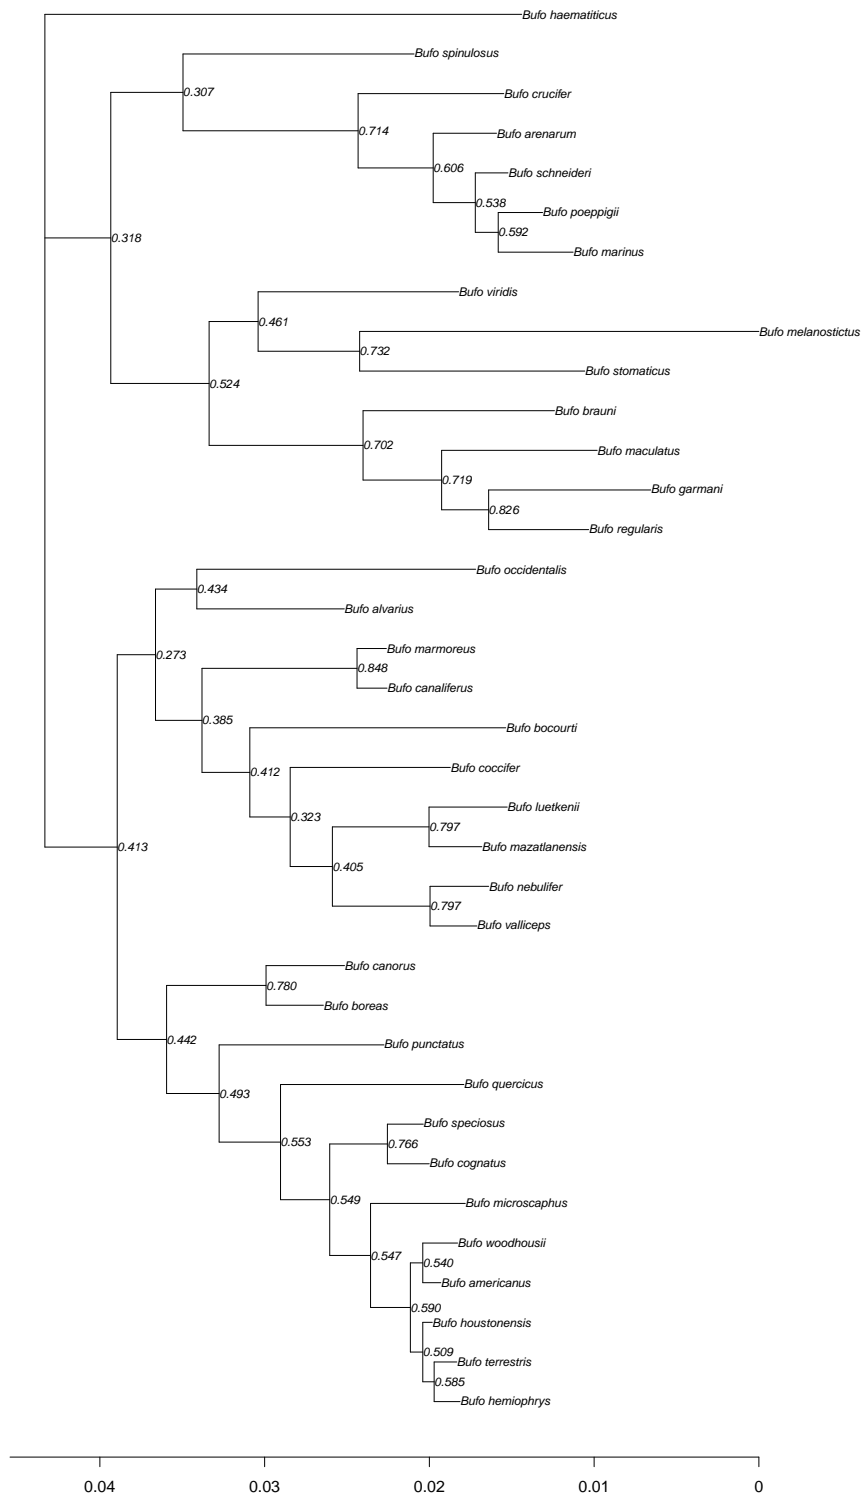 Bufo haematiticus
Bufo spinulosus
0.307
Bufo crucifer
0.714
Bufo arenarum
0.606
Bufo schneideri
0.538
Bufo poeppigii
0.592
0.318
Bufo marinus
Bufo viridis
0.461
Bufo melanostictus
0.732
Bufo stomaticus
0.524
Bufo brauni
0.702
Bufo maculatus
0.719
Bufo garmani
0.826
Bufo regularis
Bufo occidentalis
0.434
Bufo alvarius
Bufo marmoreus
0.273
0.848
Bufo canaliferus
0.385
Bufo bocourti
Bufo coccifer
0.412
Bufo luetkenii
0.323
0.797
Bufo mazatlanensis
0.413
0.405
Bufo nebulifer
0.797
Bufo valliceps
Bufo canorus
0.780
Bufo boreas
0.442
Bufo punctatus
Bufo quercicus
0.493
Bufo speciosus
0.553
0.766
Bufo cognatus
0.549
Bufo microscaphus
Bufo woodhousii
0.547
0.540
Bufo americanus
0.590
Bufo houstonensis
0.509
Bufo terrestris
0.585
Bufo hemiophrys
0.04 0.03 0.02 0.01 0